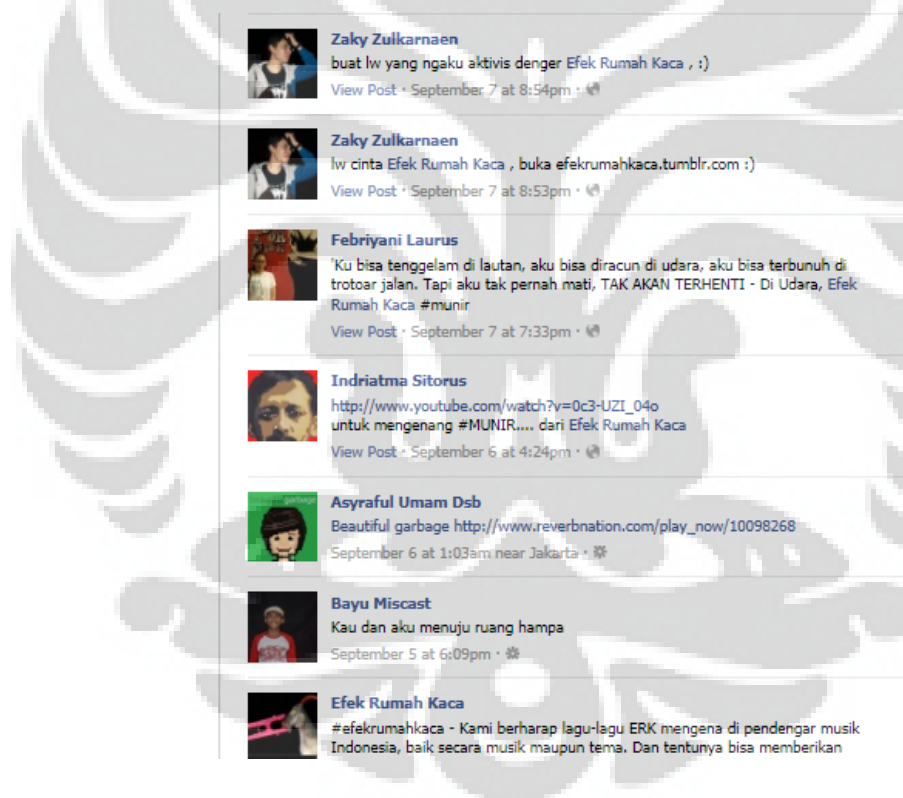 Zaky Zulkarnaen
buat lw yang ngaku aktivis denger Efek Rumah Kaca , :)
View Post · September 7 at 8:54pm ·
Zaky Zulkarnaen
lw cinta Efek Rumah Kaca , buka efekrumahkaca.tumblr.com :)
View Post · September 7 at 8:53pm ·
Febriyani Laurus
'Ku bisa tenggelam di lautan, aku bisa diracun di udara, aku bisa terbunuh di
trotoar jalan. Tapi aku tak pernah mati, TAK AKAN TERHENTI - Di Udara, Efek
Rumah Kaca #munir
View Post · September 7 at 7:33pm ·
Indriatma Sitorus
http://www.youtube.com/watch?v=0c3-UZI_04o
untuk mengenang #MUNIR.... dari Efek Rumah Kaca
View Post · September 6 at 4:24pm ·
garbage
Asyraful Umam Dsb
Beautiful garbage http://www.reverbnation.com/play_now/10098268
September 6 at 1:03am near Jakarta ·
Bayu Miscast
Kau dan aku menuju ruang hampa
September 5 at 6:09pm ·
Efek Rumah Kaca
#efekrumahkaca - Kami berharap lagu-lagu ERK mengena di pendengar musik
Indonesia, baik secara musik maupun tema. Dan tentunya bisa memberikan